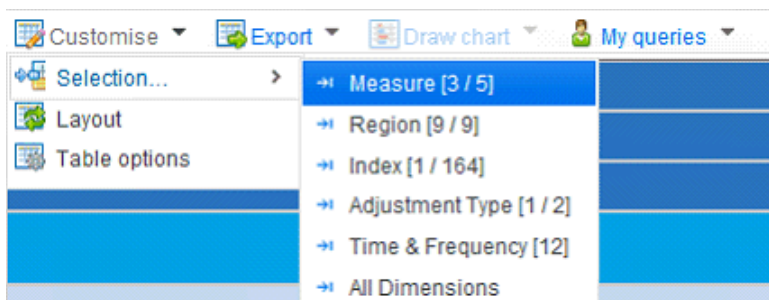 Customise Export Draw chart My queries
Selection...
Layout
Table options
Measure [3 / 5]
Region [9 / 9]
Index [1 / 164]
Adjustment Type [1 / 2]
Time & Frequency [12]
All Dimensions